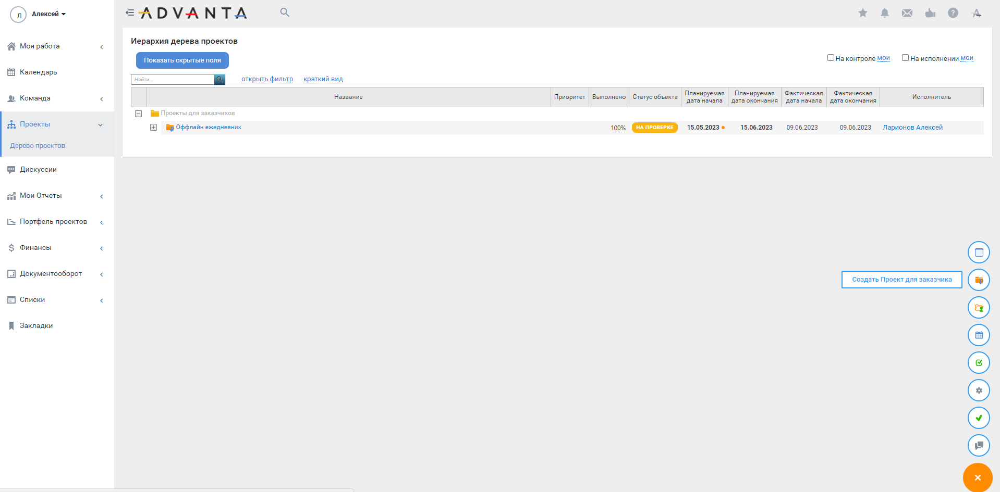 Л
Алексей
Моя работа
Календарь
Команда
Проекты
Дерево проектов
Дискуссии
Мои Отчеты
Портфель проектов
Финансы
Документооборот
Списки
Закладки
ADVANTA
?
A
Иерархия дерева проектов
Показать скрытые поля
На контроле мои
На исполнении мои
Найти...
открыть фильтр
краткий вид
Название
Приоритет
Выполнено
Статус объекта
Планируемая
дата начала
Планируемая
дата окончания
Фактическая
дата начала
Фактическая
дата окончания
Исполнитель
Проекты для заказчиков
Оффлайн ежедневник
100%
НА ПРОВЕРКЕ
15.05.2023
15.06.2023
09.06.2023
09.06.2023
Ларионов Алексей
Создать Проект для заказчика